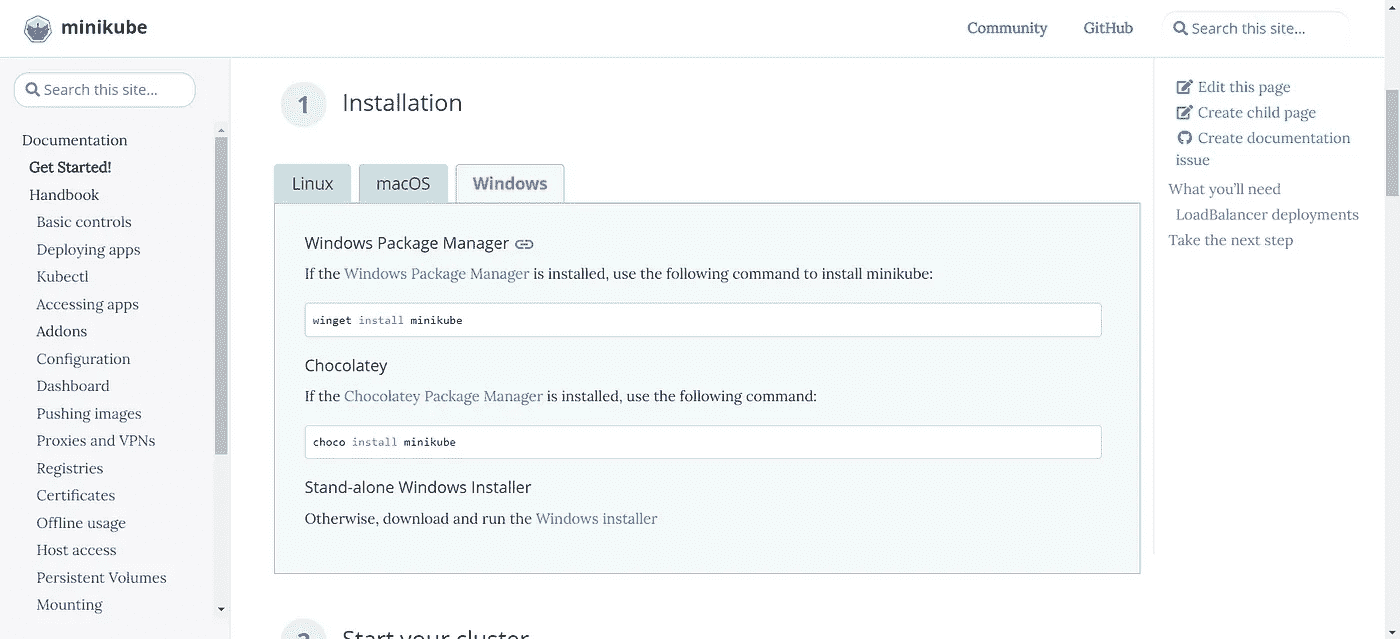 minikube
Community
GitHub
Search this site...
Search this site...
Documentation
Get Started!
Handbook
Basic controls
Deploying apps
Kubectl
Accessing apps
Addons
Configuration
Dashboard
Pushing images
Proxies and VPNs
Registries
Certificates
Offline usage
Host access
Persistent Volumes
Mounting
1 Installation
Linux
macOS
Windows
Windows Package Manager
If the Windows Package Manager is installed, use the following command to install minikube:
winget install minikube
Chocolatey
If the Chocolatey Package Manager is installed, use the following command:
choco install minikube
Stand-alone Windows Installer
Otherwise, download and run the Windows installer
2 Start your cluster
Edit this page
Create child page
Create documentation
issue
What you’ll need
LoadBalancer deployments
Take the next step